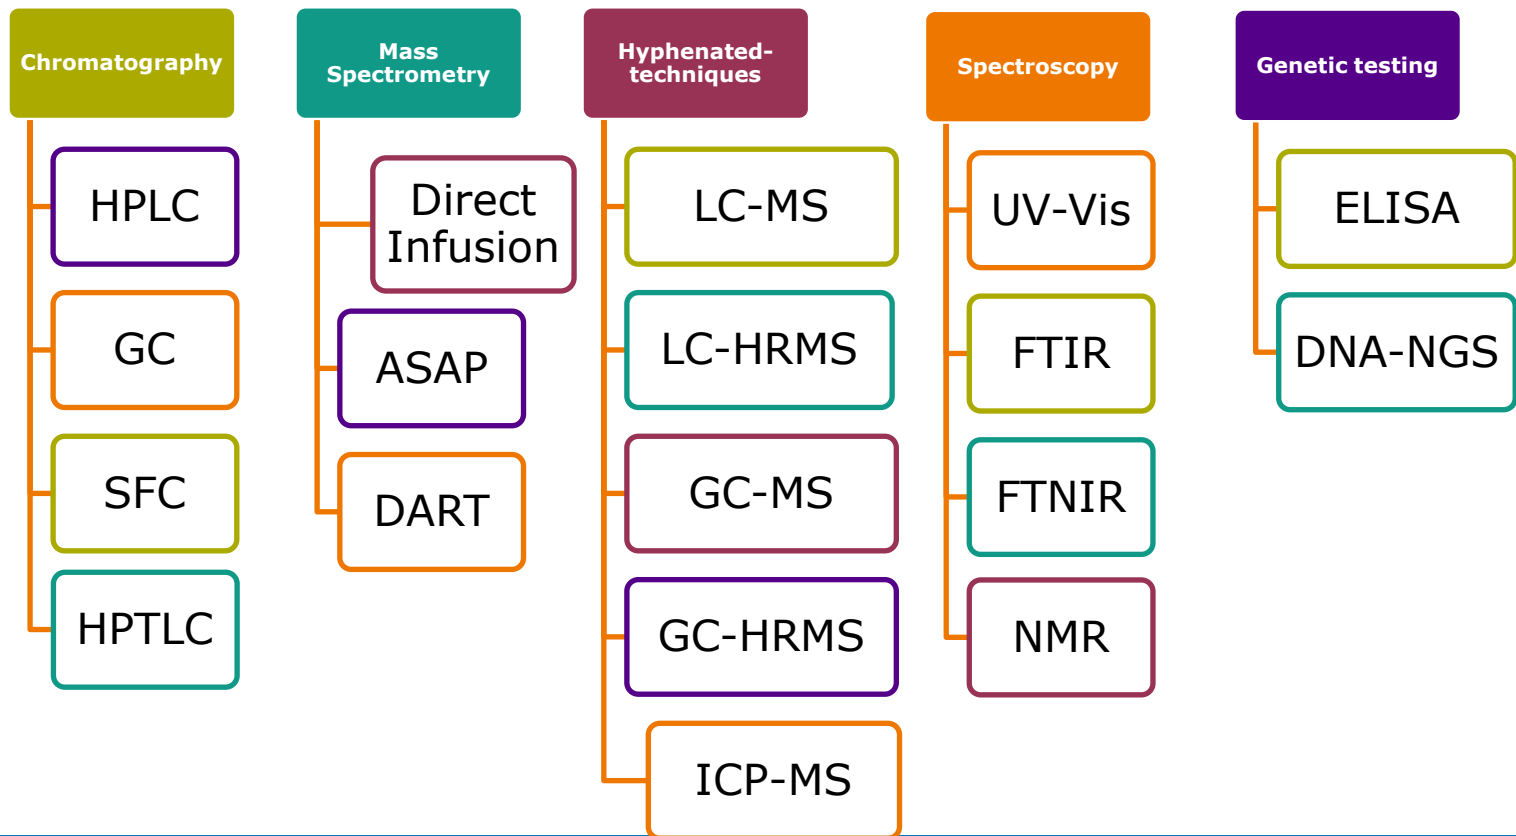 Chromatography
HPLC
GC
SFC
HPTLC
Mass
Spectrometry
Direct
Infusion
ASAP
DART
Hyphenated-
techniques
LC-MS
LC-HRMS
GC-MS
GC-HRMS
ICP-MS
Spectroscopy
UV-Vis
FTIR
FTNIR
NMR
Genetic testing
ELISA
DNA-NGS